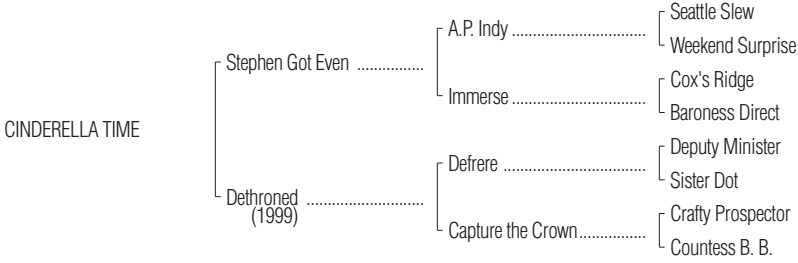 Seattle Slew
A.P. Indy ................................
Weekend Surprise
Stephen Got Even ................
Cox's Ridge
Immerse ................................
Baroness Direct
CINDERELLA TIME
Deputy Minister
Defrere ..................................
Sister Dot
Dethroned ............................
(1999)
Crafty Prospector
Capture the Crown................
Countess B. B.